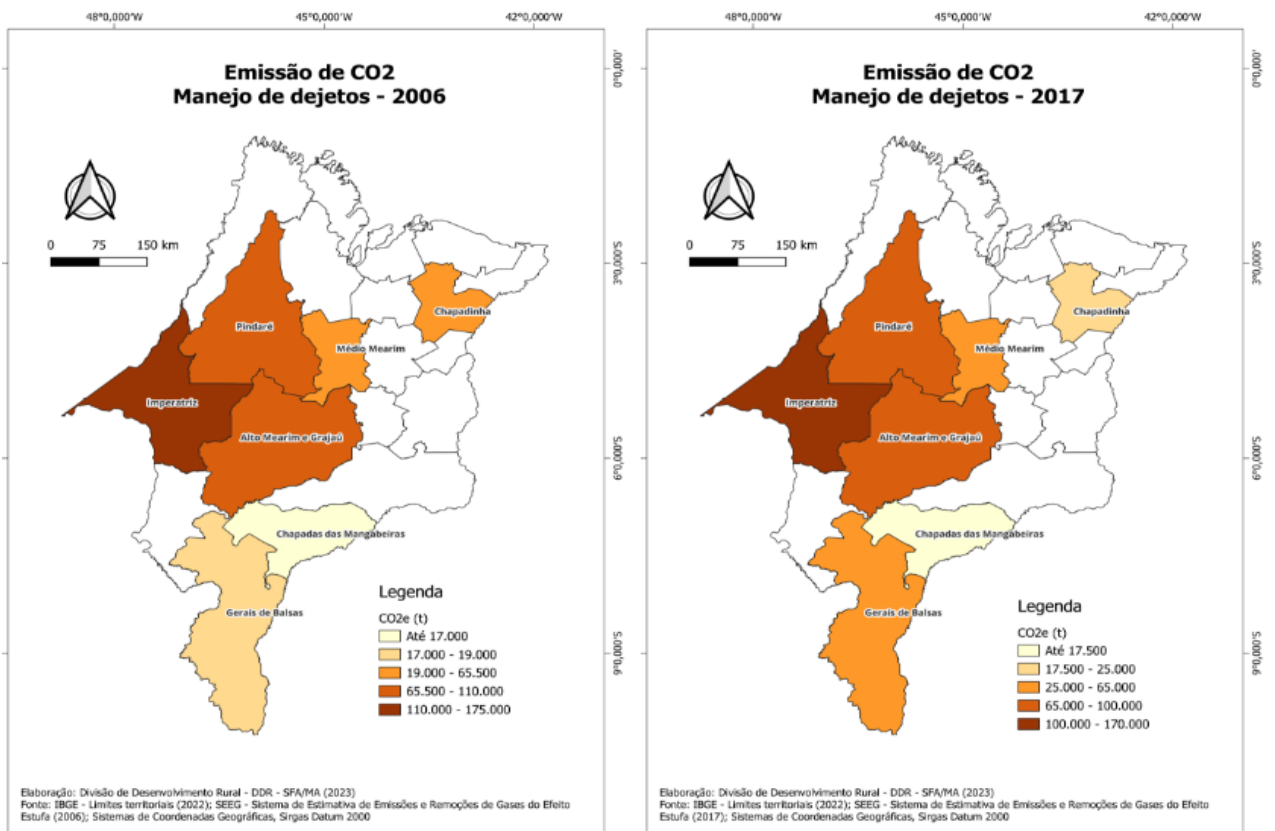 48°0,000'W
45°0,000'W
42°0,000'W
Emissão de CO2
Manejo de dejetos - 2006
0 75 150 km
0°0,000'
3°0,000'S
6°0,000'S
9°0,000'S
Chapadinha
Pindaré
Médio Mearim
Imperatriz
Alto Mearim e Grajaú
Chapadas das Mangabeiras
Gerais de Balsas
Legenda
CO2e (t)
Até 17.000
17.000 - 19.000
19.000 - 65.500
65.500 - 110.000
110.000 - 175.000
Elaboração: Divisão de Desenvolvimento Rural - DDR - SFA/MA (2023)
Fonte: IBGE - Limites territoriais (2022); SEEG - Sistema de Estimativa de Emissões e Remoções de Gases do Efeito
Estufa (2006); Sistemas de Coordenadas Geográficas, Sirgas Datum 2000
48°0,000'W
45°0,000'W
42°0,000'W
Emissão de CO2
Manejo de dejetos - 2017
0 75 150 km
0°0,000'
3°0,000'S
6°0,000'S
9°0,000'S
Chapadinha
Pindaré
Médio Mearim
Imperatriz
Alto Mearim e Grajaú
Chapadas das Mangabeiras
Gerais de Balsas
Legenda
CO2e (t)
Até 17.500
17.500 - 25.000
25.000 - 65.000
65.000 - 100.000
100.000 - 170.000
Elaboração: Divisão de Desenvolvimento Rural - DDR - SFA/MA (2023)
Fonte: IBGE - Limites territoriais (2022); SEEG - Sistema de Estimativa de Emissões e Remoções de Gases do Efeito
Estufa (2017); Sistemas de Coordenadas Geográficas, Sirgas Datum 2000